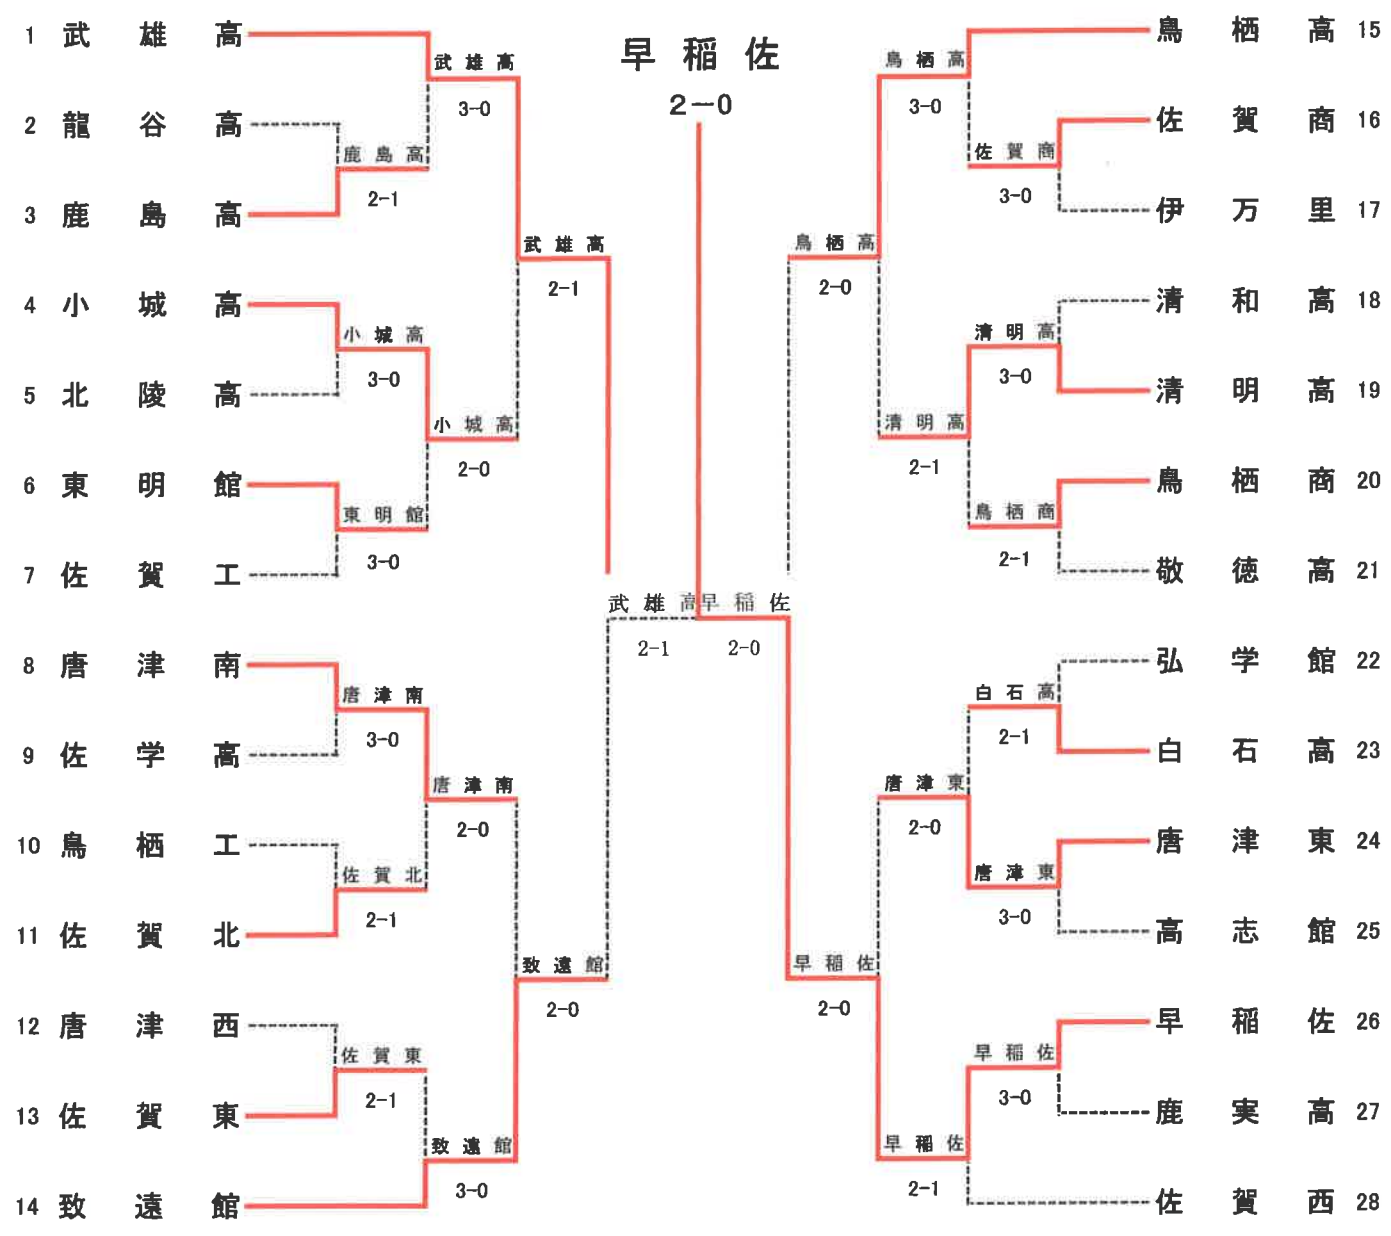 早稲佐
2-0
1 武雄高
2 龍谷高
3 鹿島高
4 小城高
5 北陵高
6 東明館
7 佐賀工
8 唐津南
9 佐学高
10 鳥栖工
11 佐賀北
12 唐津西
13 佐賀東
14 致遠館
武雄高
3-0
鹿島高
2-1
武雄高
2-1
小城高
3-0
小城高
2-0
東明館
3-0
唐津南
3-0
唐津南
2-0
佐賀北
2-1
致遠館
2-0
佐賀東
2-1
致遠館
3-0
武雄高
2-1
早稲佐
2-0
鳥栖高
3-0
佐賀商
3-0
鳥栖高
2-0
清明高
3-0
清明高
2-1
鳥栖商
2-1
白石高
2-1
唐津東
2-0
唐津東
3-0
早稲佐
2-0
早稲佐
3-0
早稲佐
2-1
鳥栖高 15
佐賀商 16
伊万里 17
清和高 18
清明高 19
鳥栖商 20
敬徳高 21
弘学館 22
白石高 23
唐津東 24
高志館 25
早稲佐 26
鹿実高 27
佐賀西 28